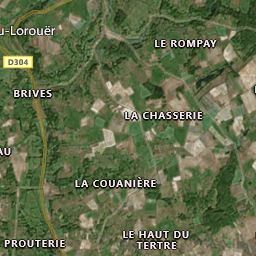 u-Lorouër
LE ROMPAY
D304
BRIVES
LA CHASSERIE
AU
LA COUANIÈRE
LE HAUT DU
TERTRE
PROUTERIE